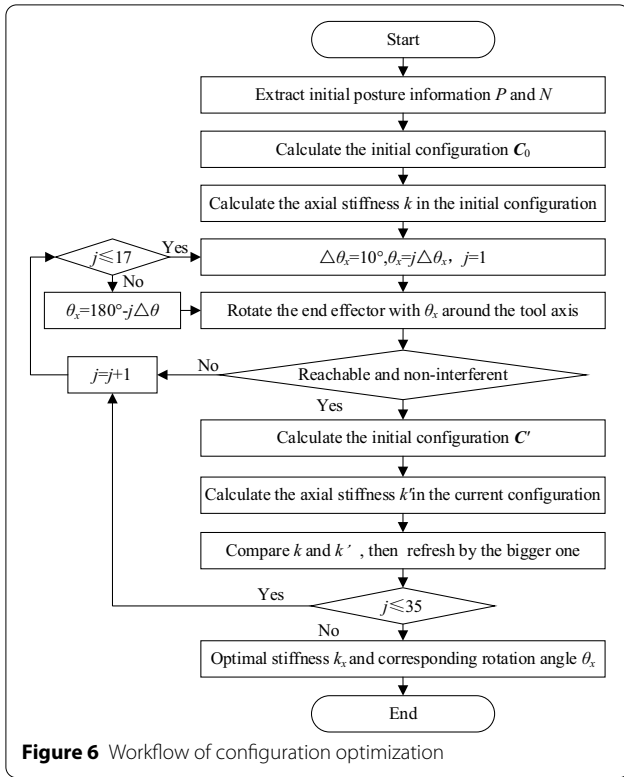 Start
Extract initial posture information P and N
Calculate the initial configuration C₀
Calculate the axial stiffness k in the initial configuration
j≤17
Yes
△θₓ=10°,θₓ=j△θₓ, j=1
No
θₓ=180°-j△θ
Rotate the end effector with θₓ around the tool axis
j=j+1
No
Reachable and non-interferent
Yes
Calculate the initial configuration C'
Calculate the axial stiffness k'in the current configuration
Compare k and k´ , then refresh by the bigger one
Yes
j≤35
No
Optimal stiffness kₓ and corresponding rotation angle θₓ
End
Figure 6 Workflow of configuration optimization